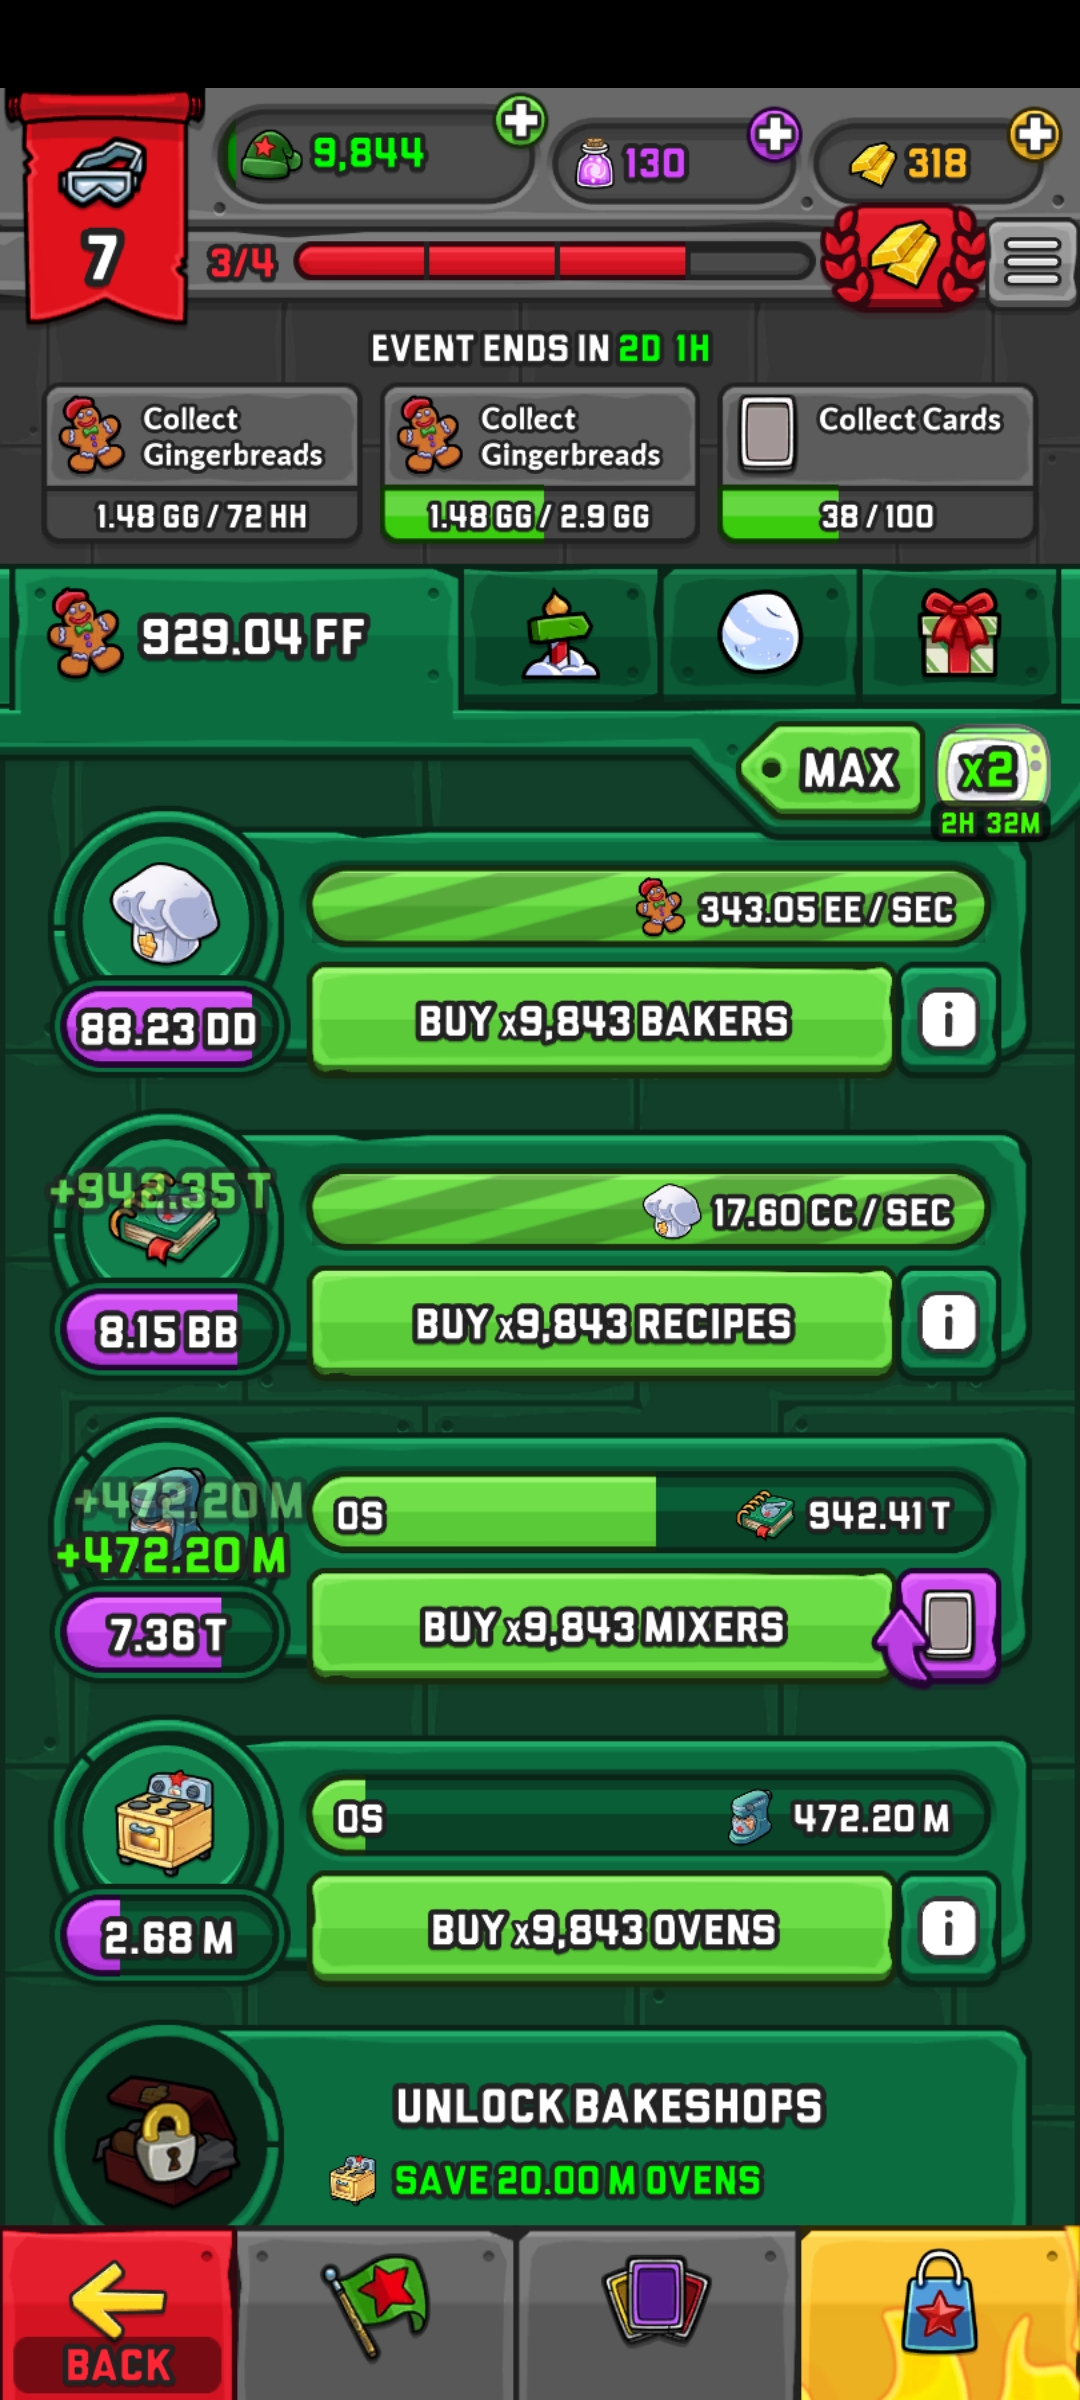 9,844
130
318
7
3/4
EVENT ENDS IN 2D 1H
Collect
Gingerbreads
1.48 GG / 72 HH
Collect
Gingerbreads
1.48 GG / 2.9 GG
Collect Cards
38 / 100
929.04 FF
MAX
x2
2H 32M
343.05 EE / SEC
88.23 DD
BUY x9,843 BAKERS
i
+942.35 T
17.60 CC / SEC
8.15 BB
BUY x9,843 RECIPES
i
+472.20 M
+472.20 M
0S
942.41 T
7.36 T
BUY x9,843 MIXERS
0S
472.20 M
2.68 M
BUY x9,843 OVENS
i
UNLOCK BAKESHOPS
SAVE 20.00 M OVENS
BACK